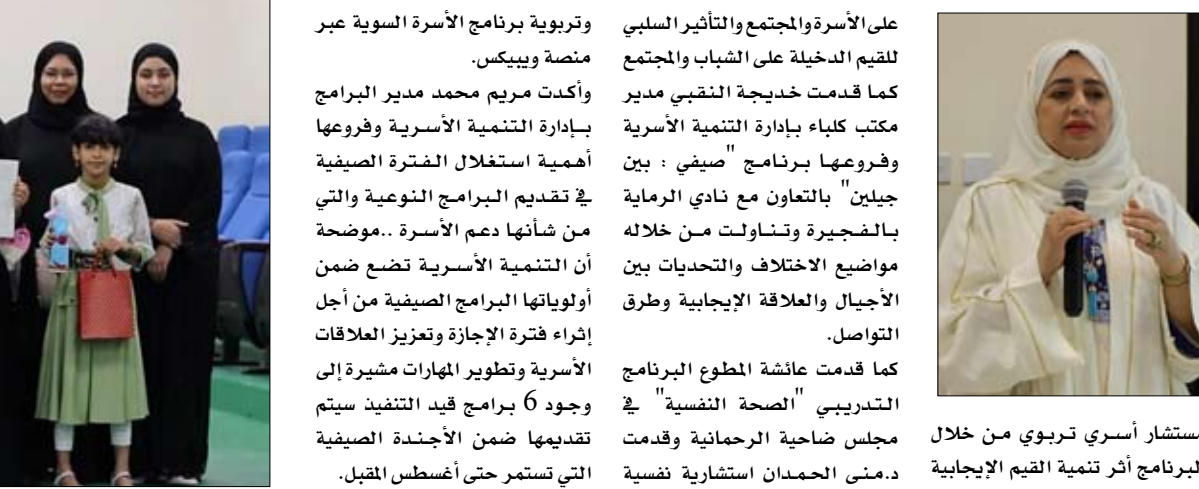 مستشار أسري تربوي من خلال
البرنامج أثر تنمية القيم الإيجابية
على الأسرة والمجتمع والتأثير السلبي
للقيم الدخيلة على الشباب والمجتمع
كما قدمت خديجة النقبي مدير
مكتب كلباء بإدارة التنمية الأسرية
وفروعها برنامج "صيفي : بين
جيلين" بالتعاون مع نادي الرماية
بالفجيرة وتناولت من خلاله
مواضيع الاختلاف والتحديات بين
الأجيال والعلاقة الإيجابية وطرق
التواصل.
كما قدمت عائشة المطوع البرنامج
التدريبي "الصحة النفسية" في
مجلس ضاحية الرحمانية وقدمت
د.منى الحمدان استشارية نفسية
وتربوية برنامج الأسرة السوية عبر
منصة ويبيكس.
وأكدت مريم محمد مدير البرامج
بإدارة التنمية الأسرية وفروعها
أهمية استغلال الفترة الصيفية
في تقديم البرامج النوعية والتي
من شأنها دعم الأسرة ..موضحة
أن التنمية الأسرية تضع ضمن
أولوياتها البرامج الصيفية من أجل
إثراء فترة الإجازة وتعزيز العلاقات
الأسرية وتطوير المهارات مشيرة إلى
وجود 6 برامج قيد التنفيذ سيتم
تقديمها ضمن الأجندة الصيفية
التي تستمر حتى أغسطس المقبل.